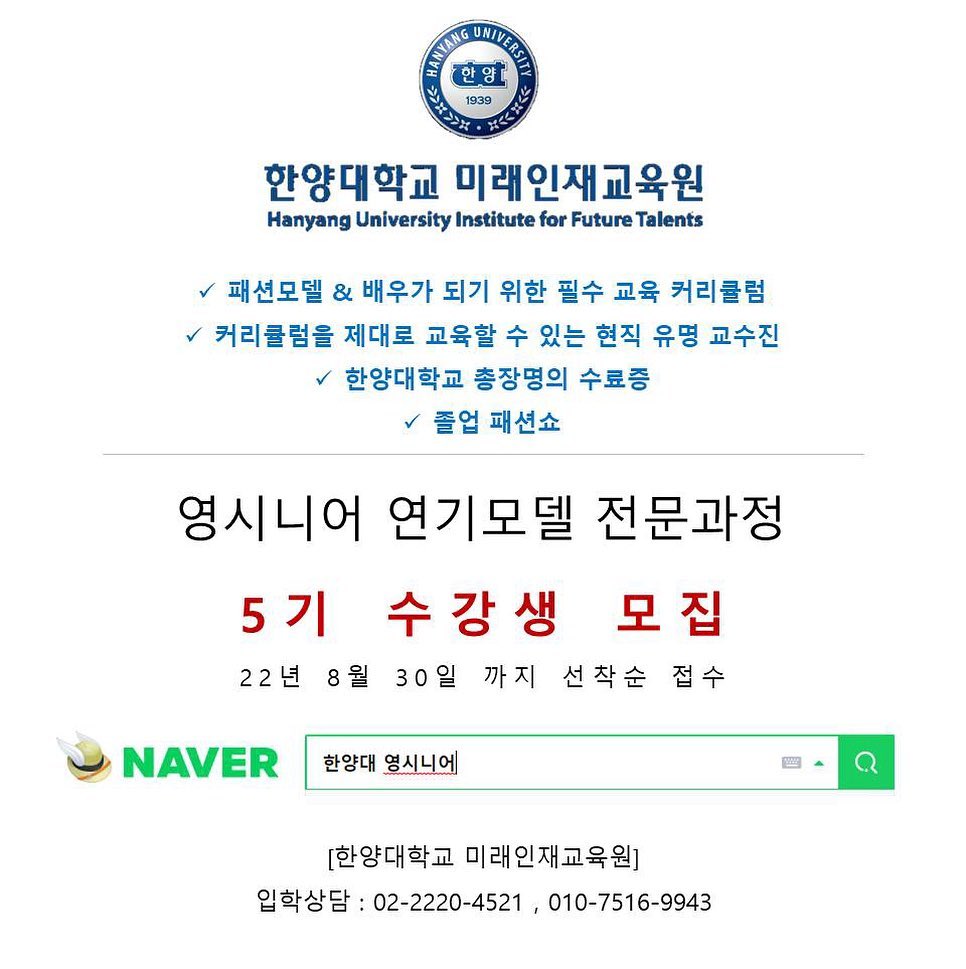 HANYANG UNIVERSITY
한양
1939
한양대학교 미래인재교육원
Hanyang University Institute for Future Talents
✓ 패션모델 & 배우가 되기 위한 필수 교육 커리큘럼
✓ 커리큘럼을 제대로 교육할 수 있는 현직 유명 교수진
✓ 한양대학교 총장명의 수료증
✓ 졸업 패션쇼
영시니어 연기모델 전문과정
5기 수강생 모집
22년 8월 30일 까지 선착순 접수
NAVER 한양대 영시니어
[한양대학교 미래인재교육원]
입학상담 : 02-2220-4521 , 010-7516-9943